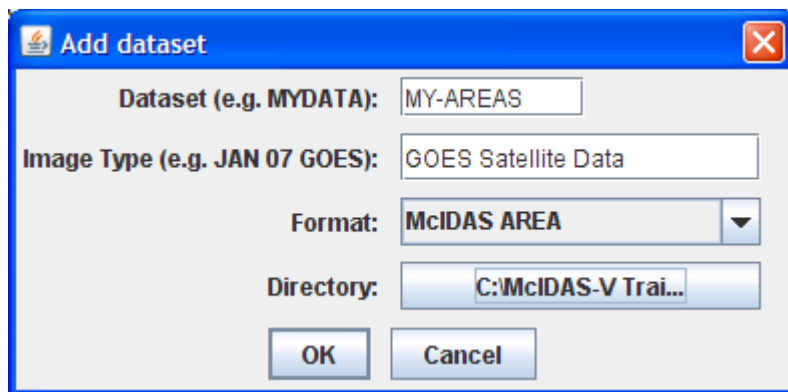 Add dataset
Dataset (e.g. MYDATA): MY-AREAS
Image Type (e.g. JAN 07 GOES): GOES Satellite Data
Format: McIDAS AREA
Directory: C:\McIDAS-V Trai...
OK Cancel